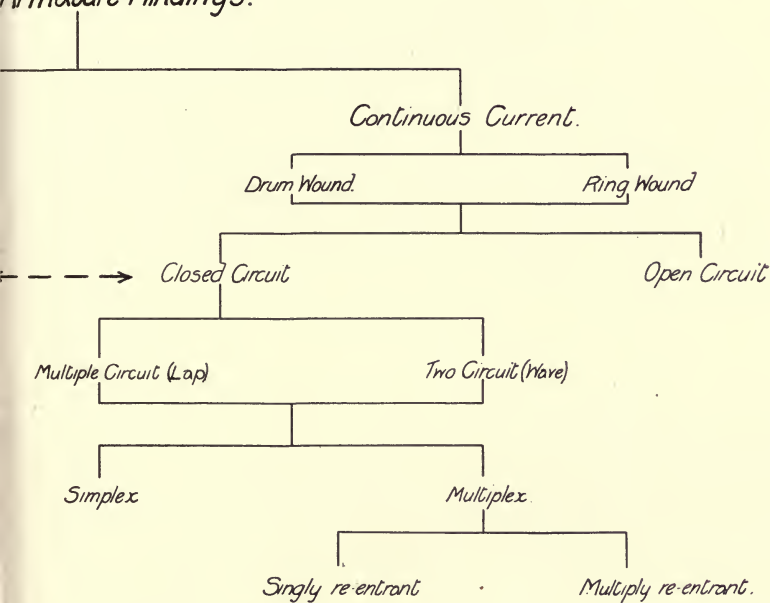 Armature Windings.
Continuous Current.
Drum Wound. Ring Wound
Closed Circuit Open Circuit
Multiple Circuit (Lap) Two Circuit (Wave)
Simplex Multiplex.
Singly re-entrant Multiply re-entrant.